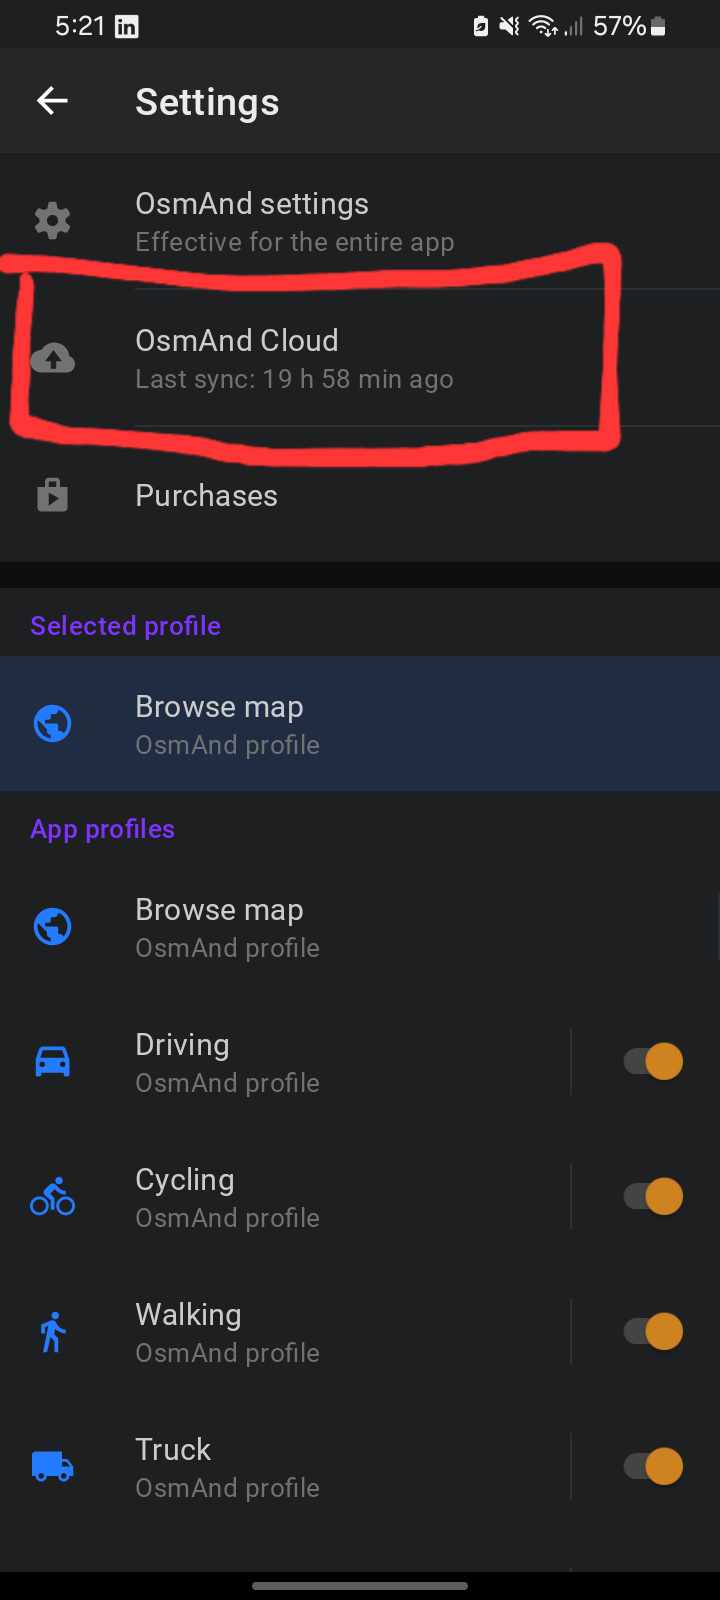 5:21 in 57%
Settings
OsmAnd settings
Effective for the entire app
OsmAnd Cloud
Last sync: 19 h 58 min ago
Purchases
Selected profile
Browse map
OsmAnd profile
App profiles
Browse map
OsmAnd profile
Driving
OsmAnd profile
Cycling
OsmAnd profile
Walking
OsmAnd profile
Truck
OsmAnd profile